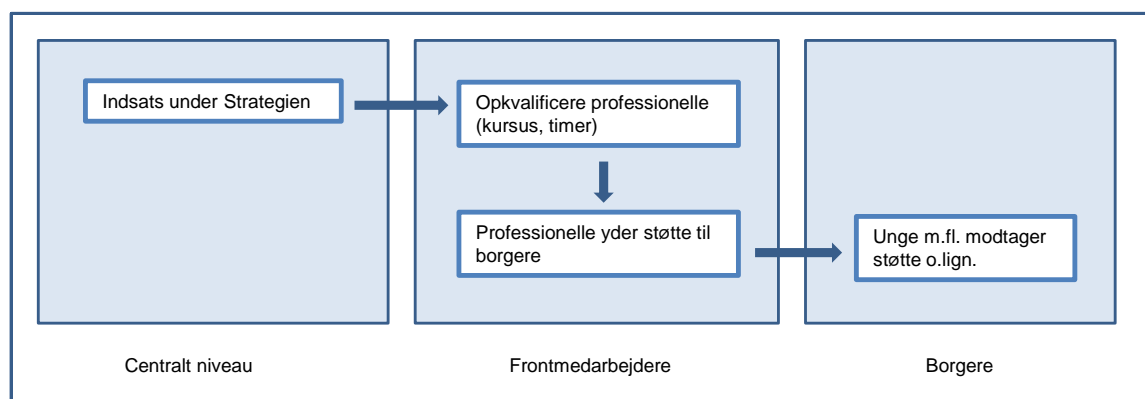 Indsats under Strategien
Opkvalificere professionelle
(kursus, timer)
Professionelle yder støtte til
borgere
Unge m.fl. modtager
støtte o.lign.
Centralt niveau
Frontmedarbejdere
Borgere